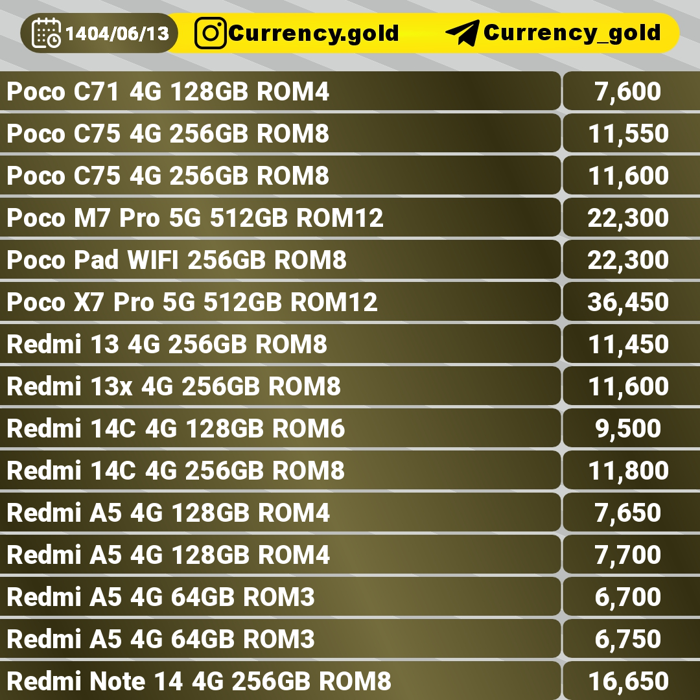 1404/06/13 Currency.gold Currency_gold
Poco C71 4G 128GB ROM4 7,600
Poco C75 4G 256GB ROM8 11,550
Poco C75 4G 256GB ROM8 11,600
Poco M7 Pro 5G 512GB ROM12 22,300
Poco Pad WIFI 256GB ROM8 22,300
Poco X7 Pro 5G 512GB ROM12 36,450
Redmi 13 4G 256GB ROM8 11,450
Redmi 13x 4G 256GB ROM8 11,600
Redmi 14C 4G 128GB ROM6 9,500
Redmi 14C 4G 256GB ROM8 11,800
Redmi A5 4G 128GB ROM4 7,650
Redmi A5 4G 128GB ROM4 7,700
Redmi A5 4G 64GB ROM3 6,700
Redmi A5 4G 64GB ROM3 6,750
Redmi Note 14 4G 256GB ROM8 16,650